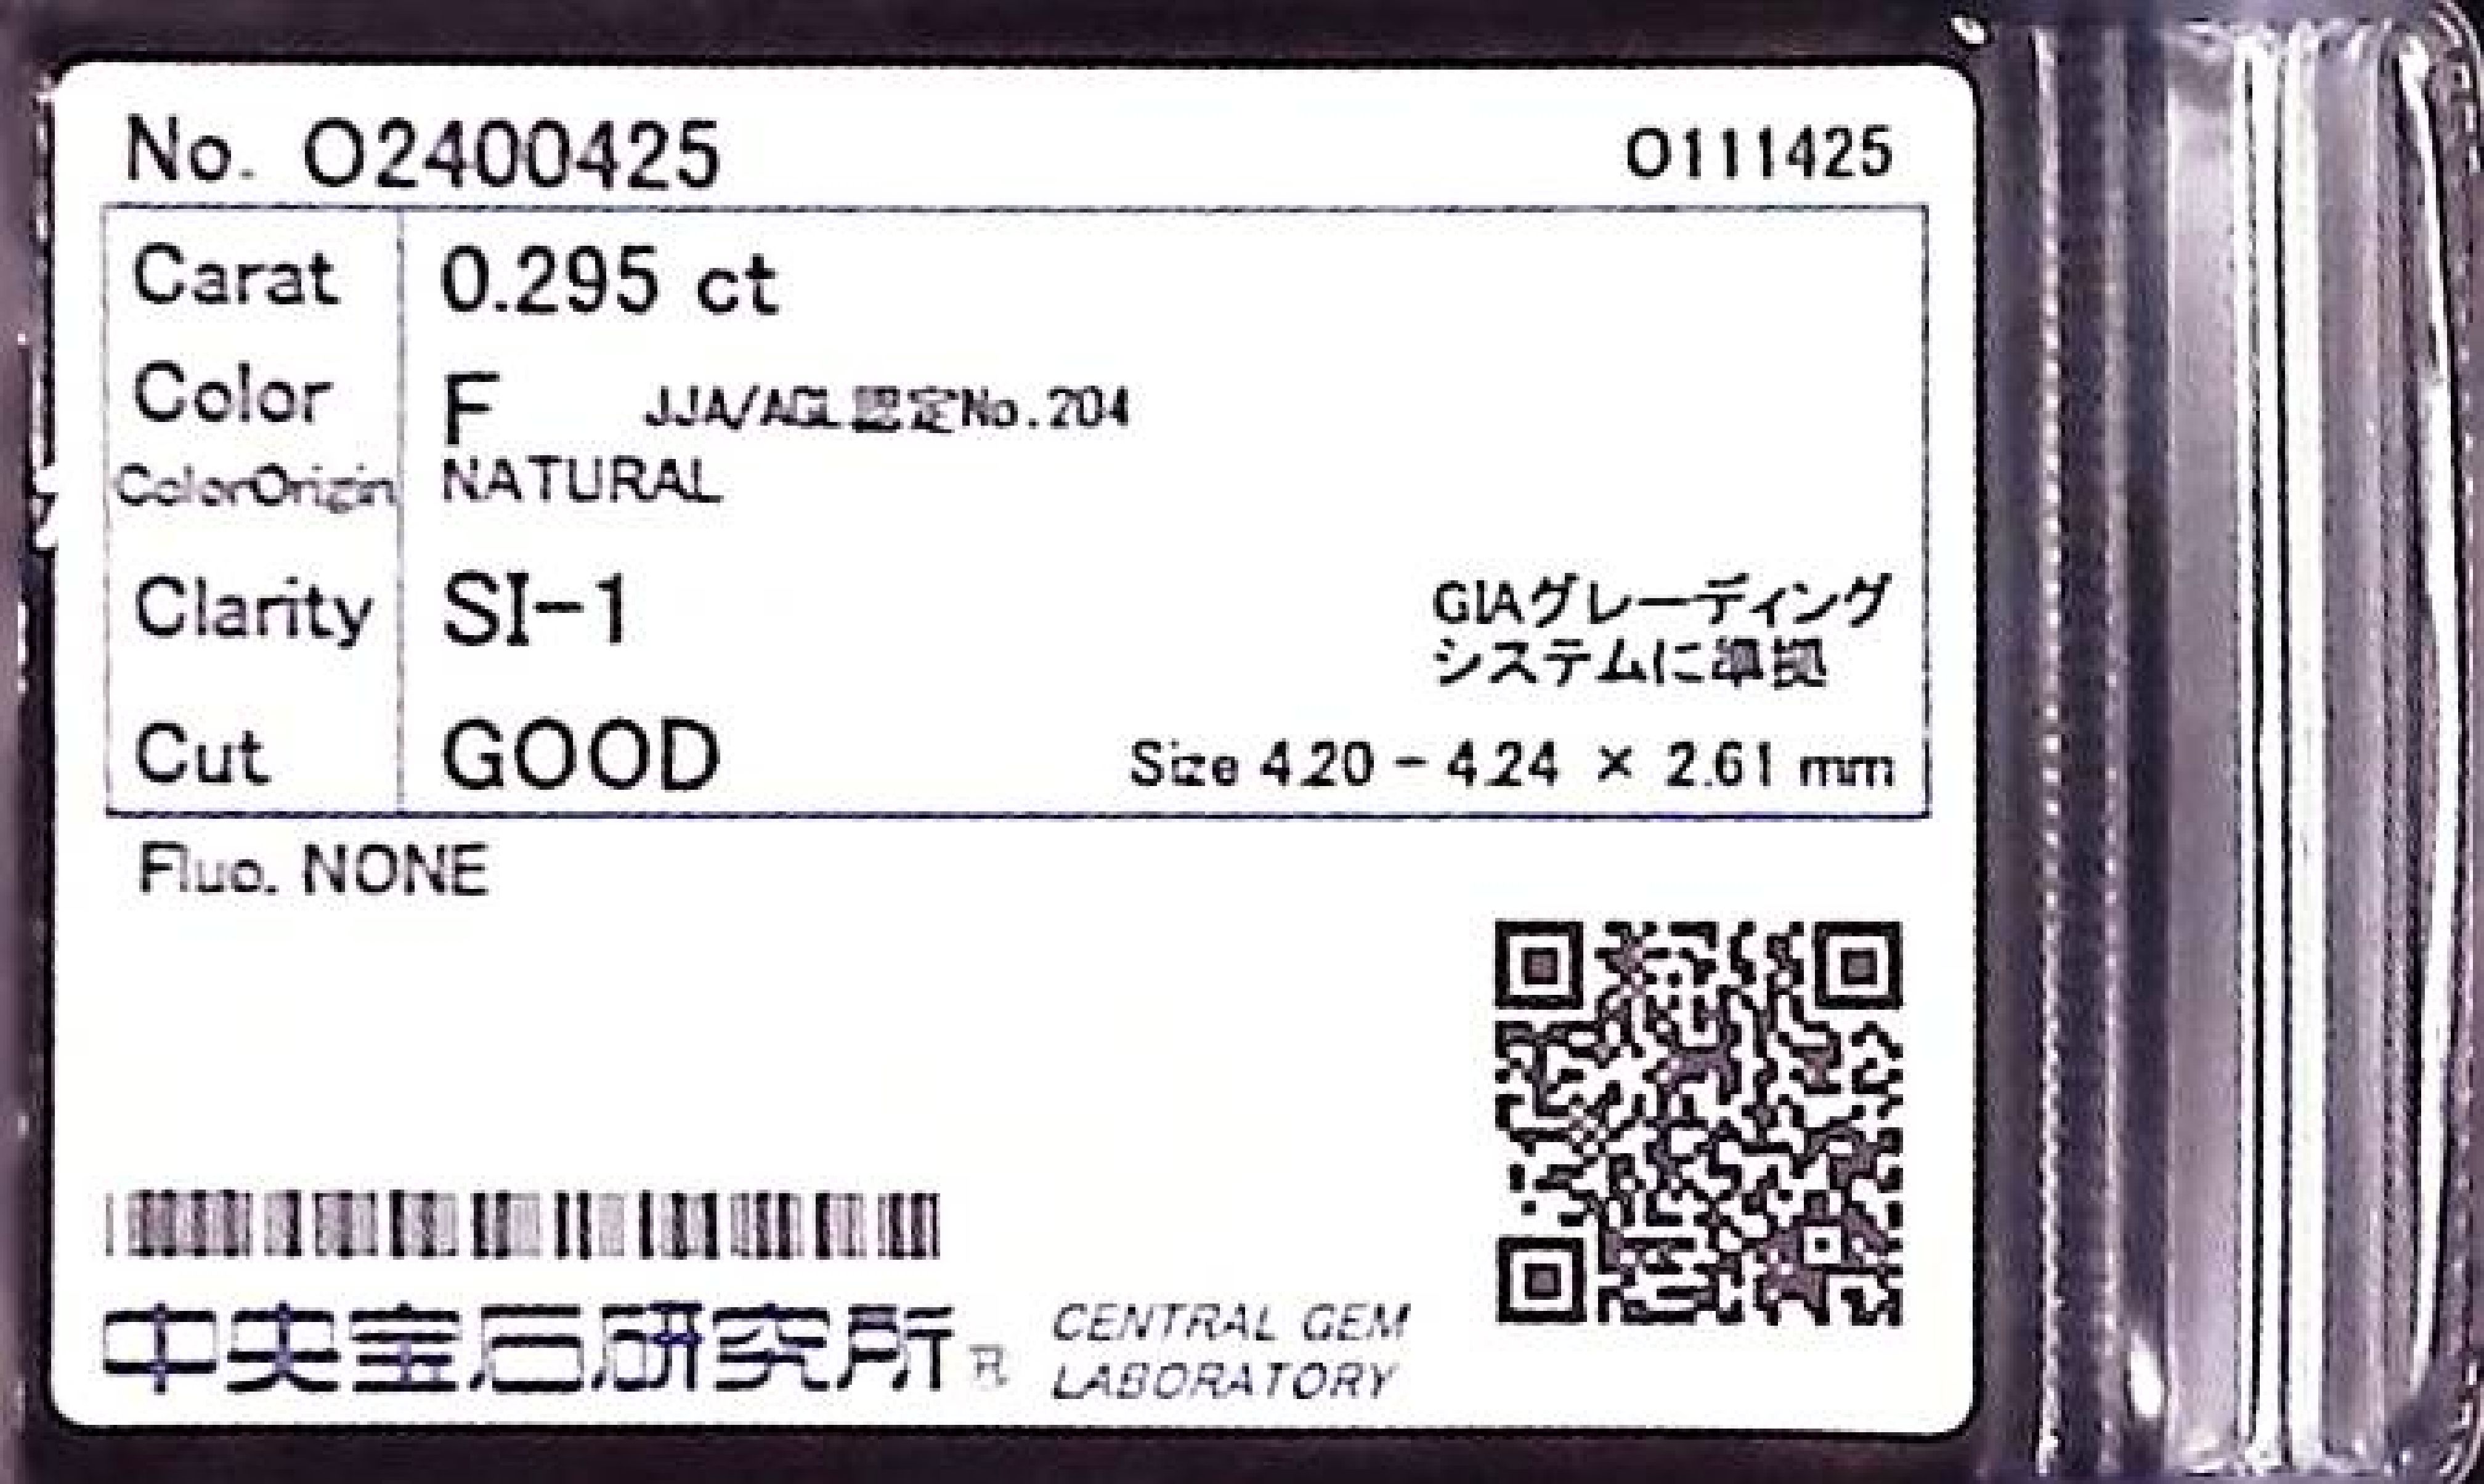 No. O2400425 O111425
Carat 0.295 ct
Color F JJA/AGL認定No.204
ColorOrigin NATURAL
Clarity SI-1
GIAグレーディング
システムに準拠
Cut GOOD Size 4.20 - 4.24 × 2.61 mm
Fluo. NONE
中央宝石研究所® CENTRAL GEM
LABORATORY